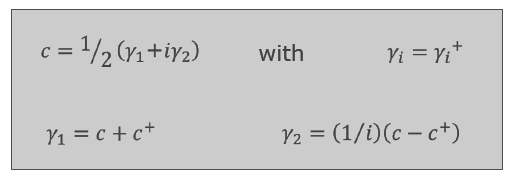 c = 1/2 (γ₁+iγ₂) with γᵢ = γᵢ⁺
γ₁ = c + c⁺ γ₂ = (1/i)(c − c⁺)